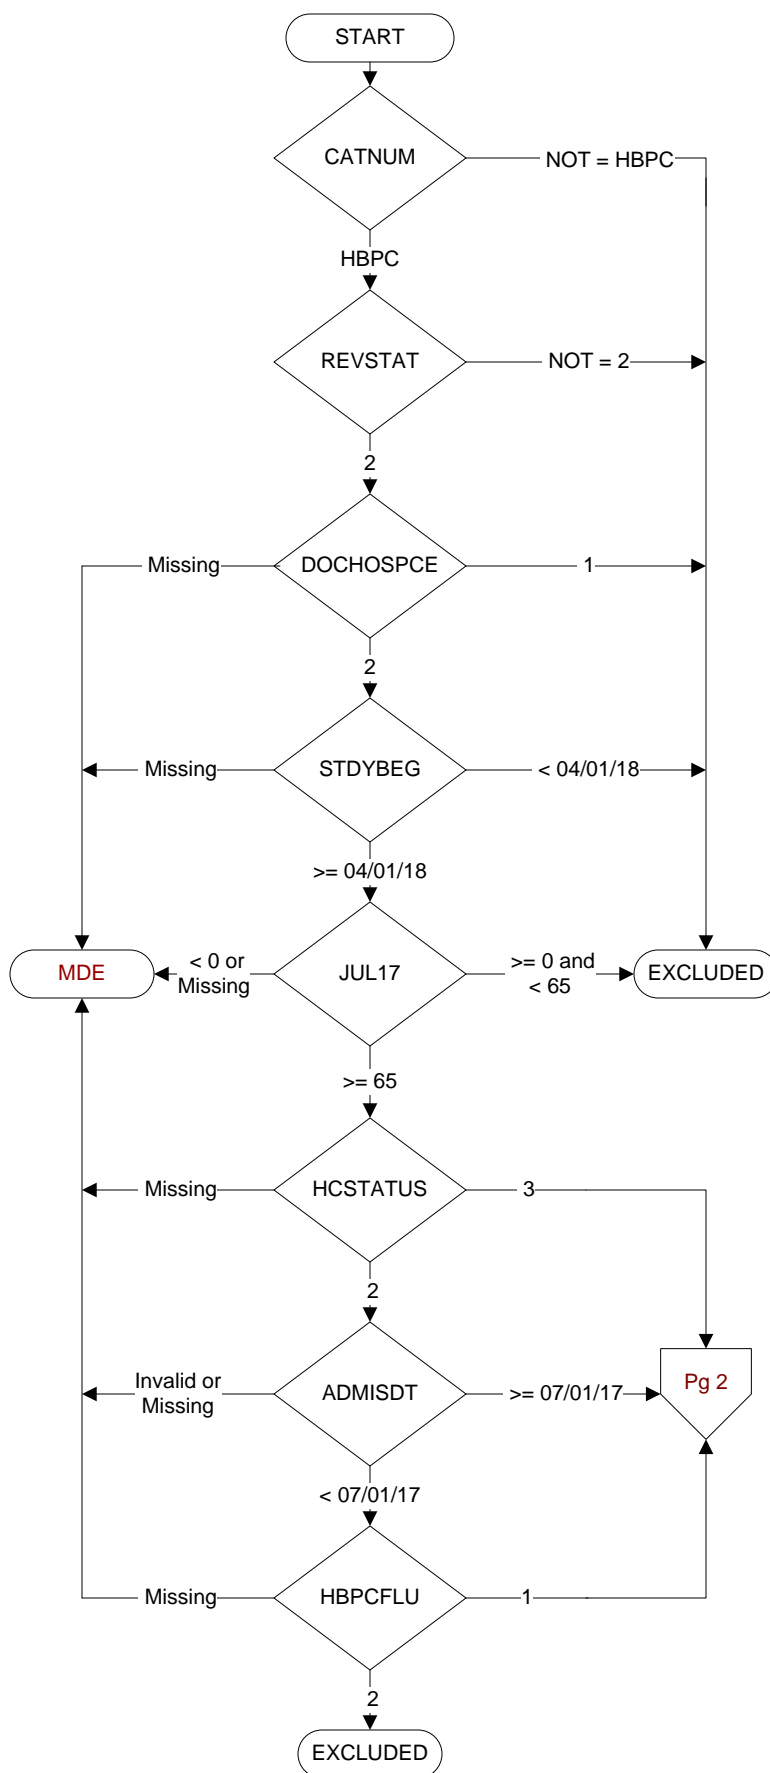 START
CATNUM
NOT = HBPC
HBPC
REVSTAT
NOT = 2
2
Missing
DOCHOSPCE
1
2
Missing
STDYBEG
< 04/01/18
>= 04/01/18
MDE
< 0 or
Missing
JUL17
>= 0 and
< 65
EXCLUDED
>= 65
Missing
HCSTATUS
3
2
Invalid or
Missing
ADMISDT
>= 07/01/17
Pg 2
< 07/01/17
Missing
HBPCFLU
1
2
EXCLUDED